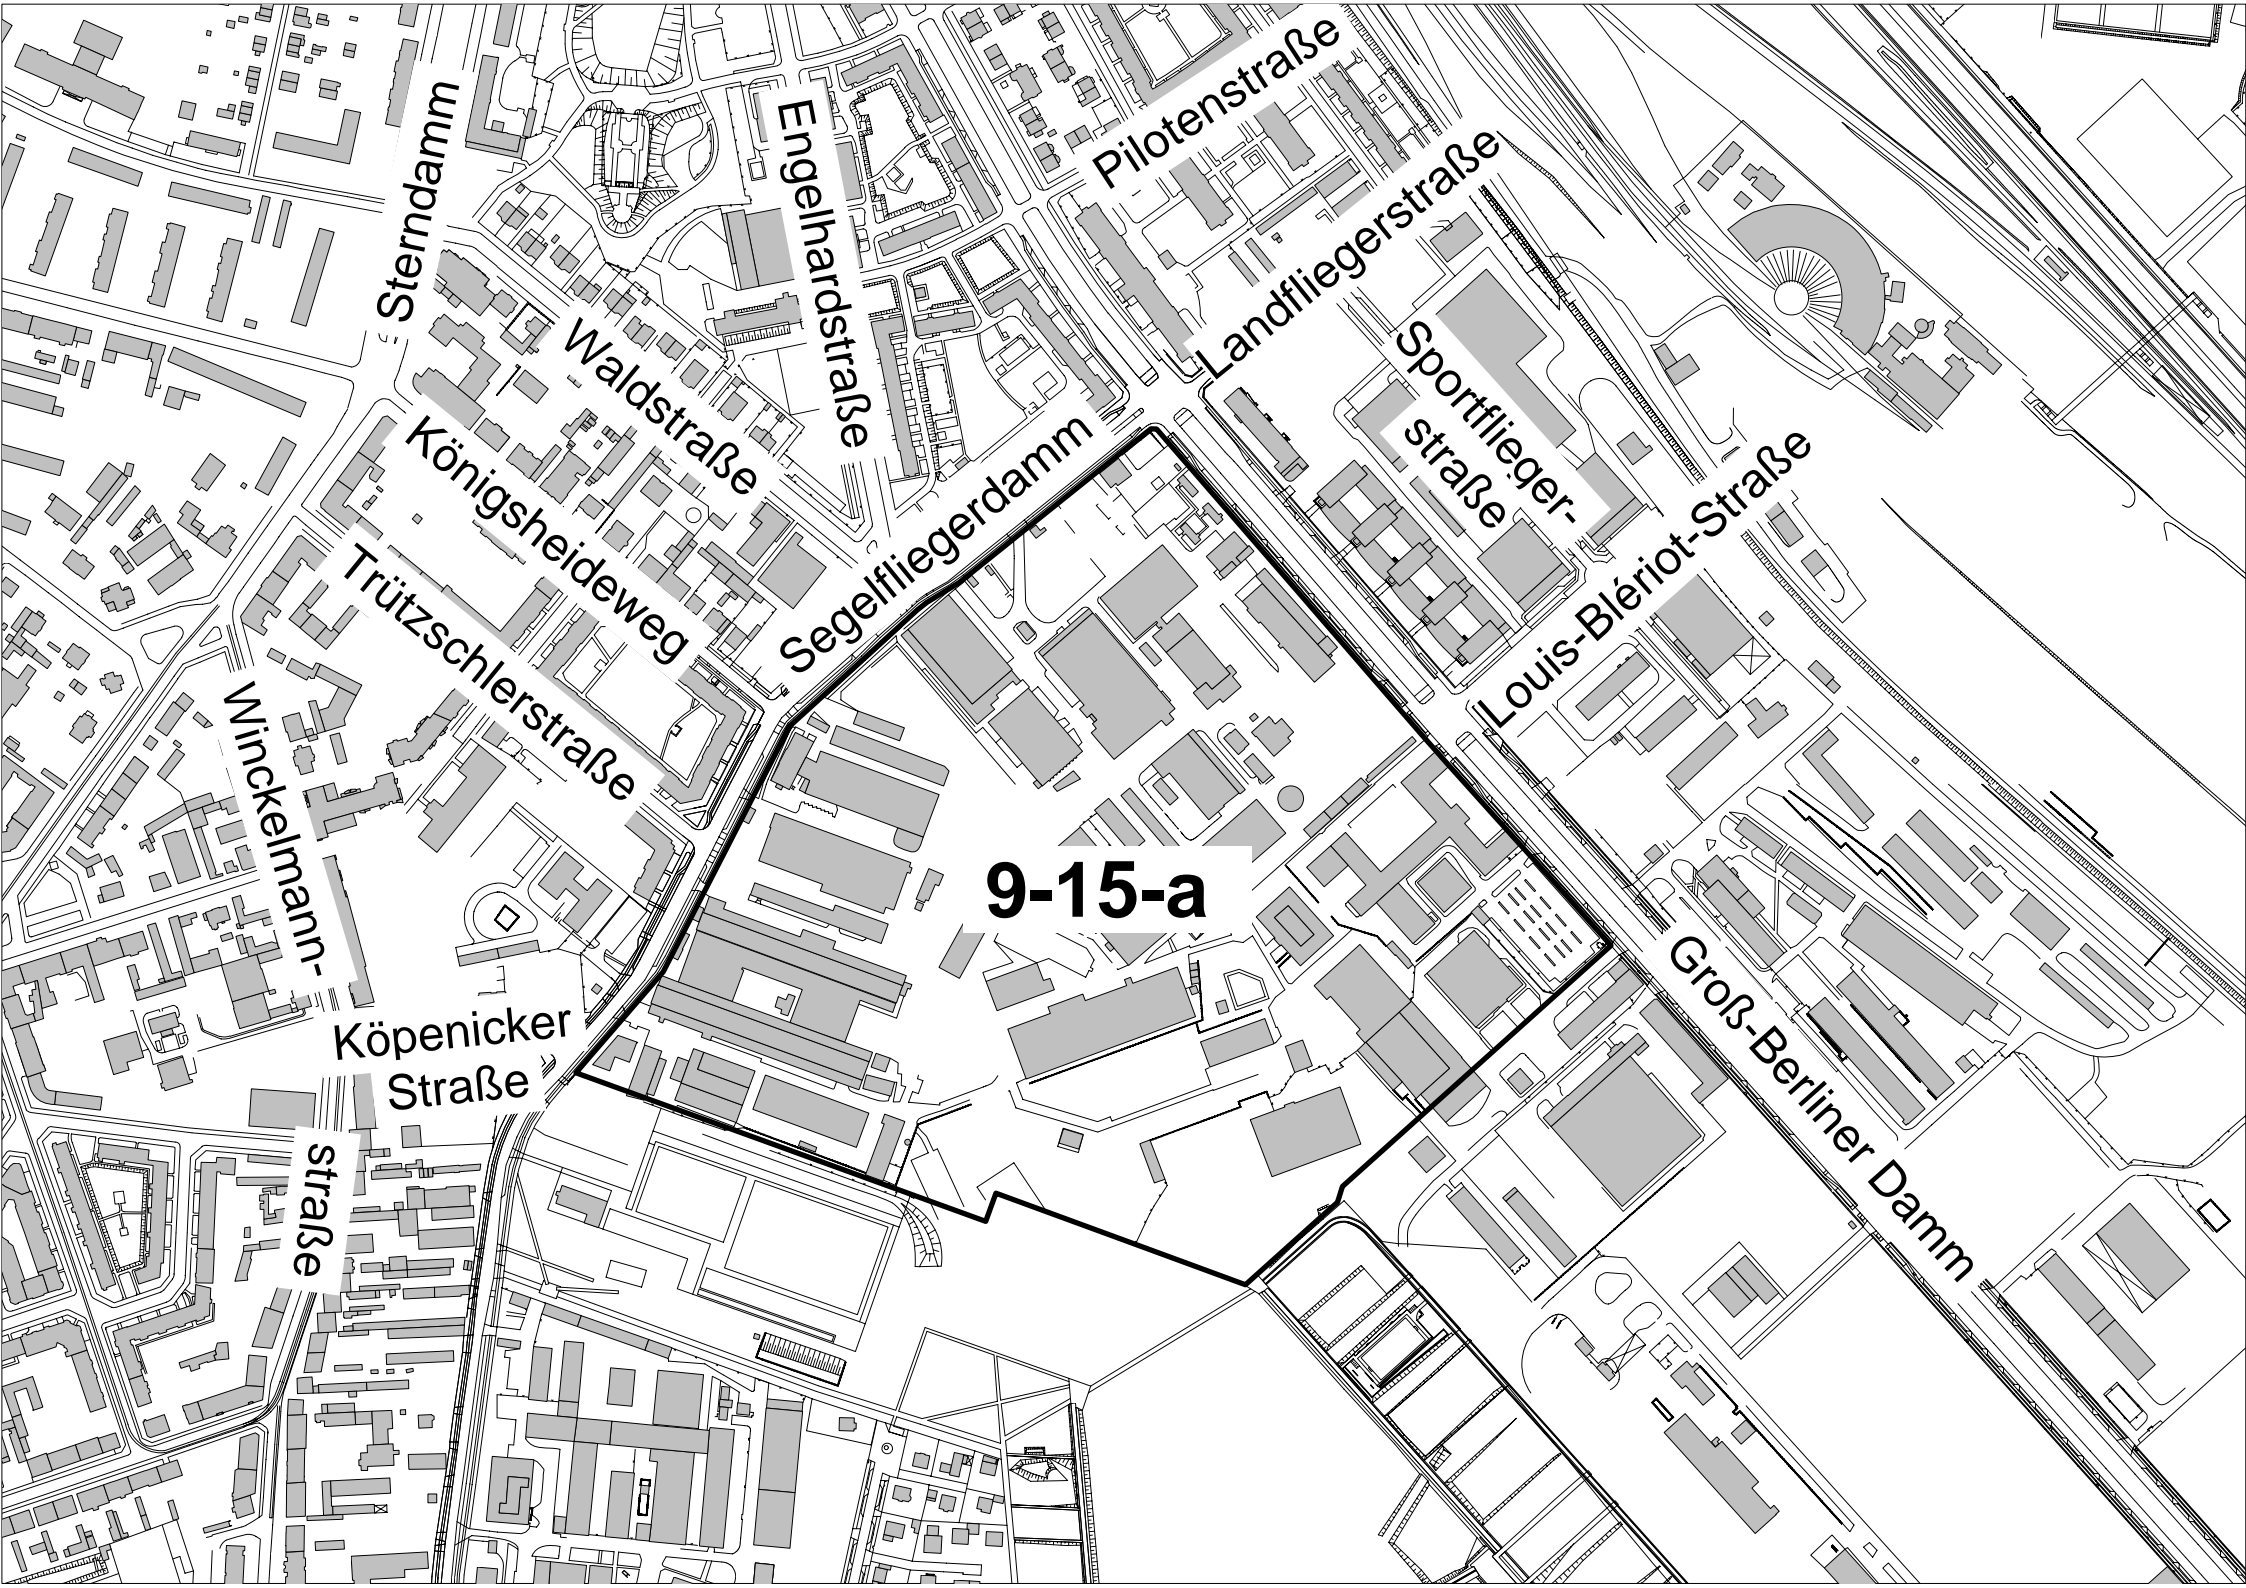 Pilotenstraße
Sterndamm
Engelhardstraße
Landfliegerstraße
Waldstraße
Sportflieger-
straße
Königsheideweg
Segelfliegerdamm
Louis-Blériot-Straße
Trützschlerstraße
Winckelmann-
straße
9-15-a
Köpenicker
Straße
Groß-Berliner Damm